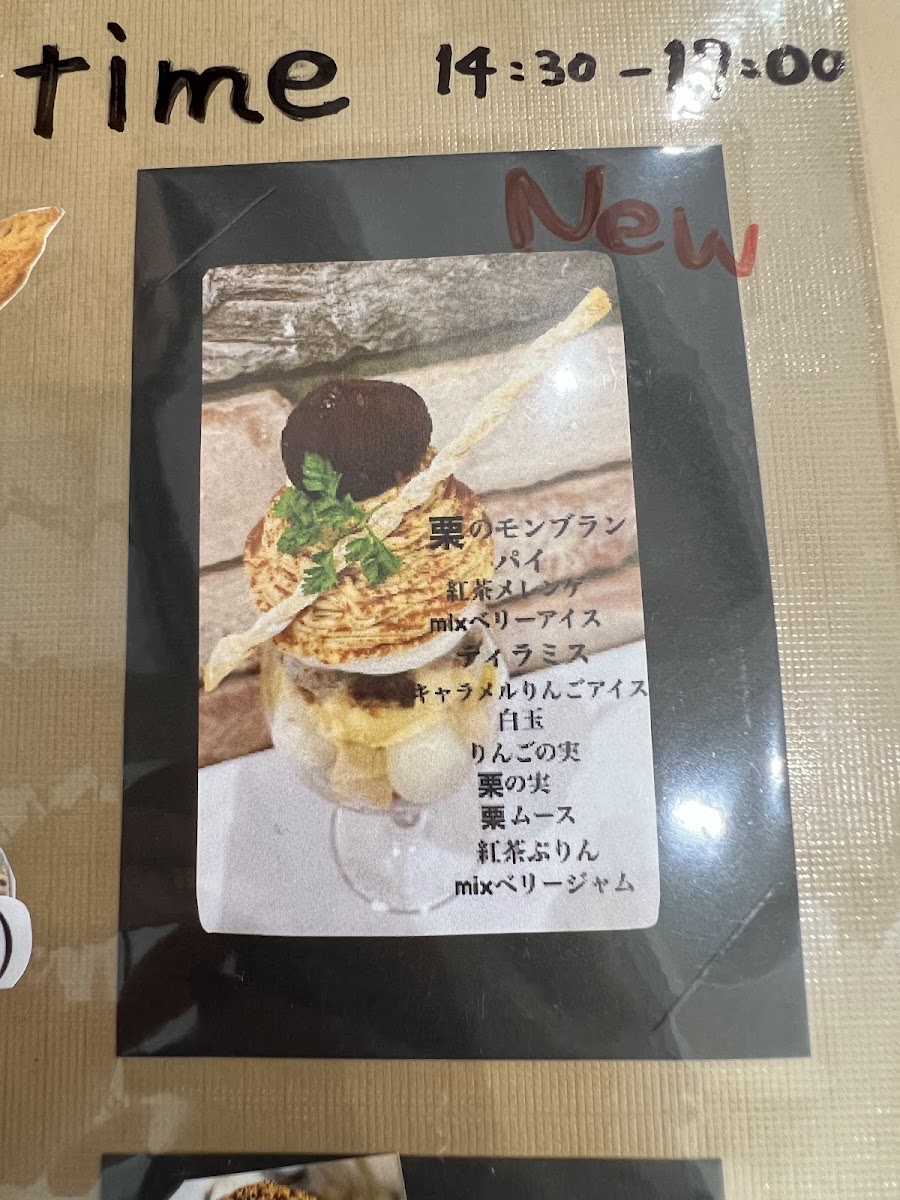 time 14:30-17:00
New
栗のモンブラン
パイ
紅茶メレンゲ
mixベリーアイス
ティラミス
キャラメルりんごアイス
白玉
りんごの実
栗の実
栗ムース
紅茶ぷりん
mixベリージャム